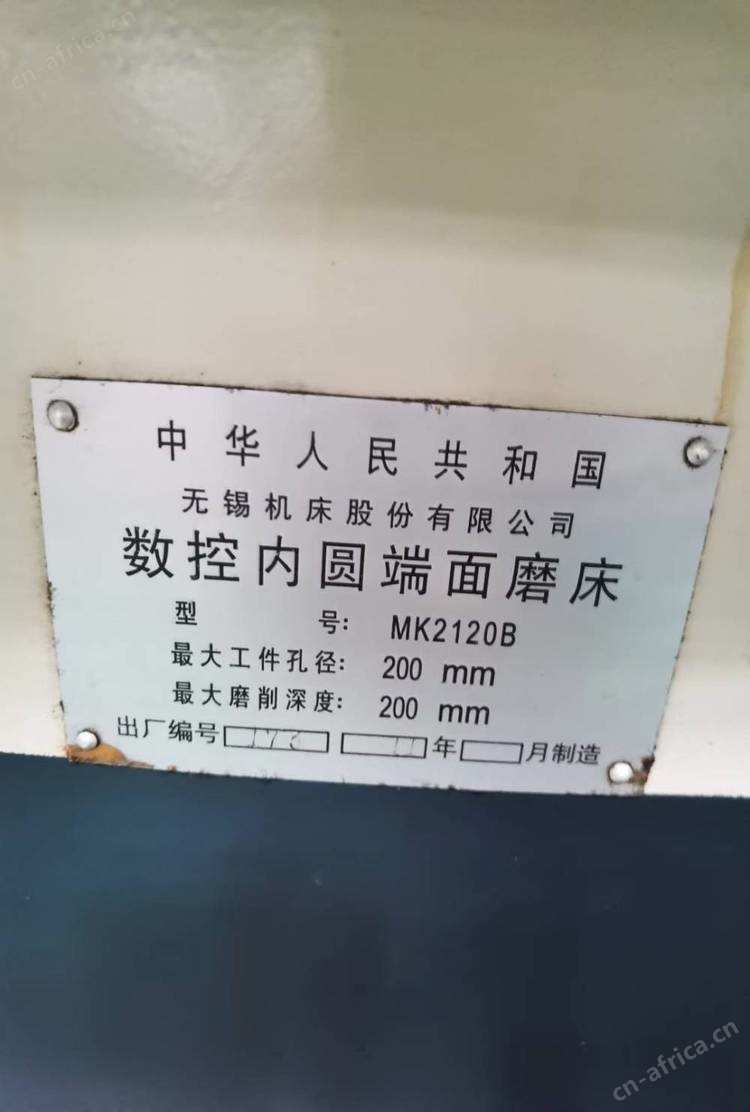 cn-africa.cn
中华人民共和国
无锡机床股份有限公司
数控内圆端面磨床
型 号: MK2120B
最大工件孔径: 200 mm
最大磨削深度: 200 mm
出厂编号 年 月制造
cn-africa.cn